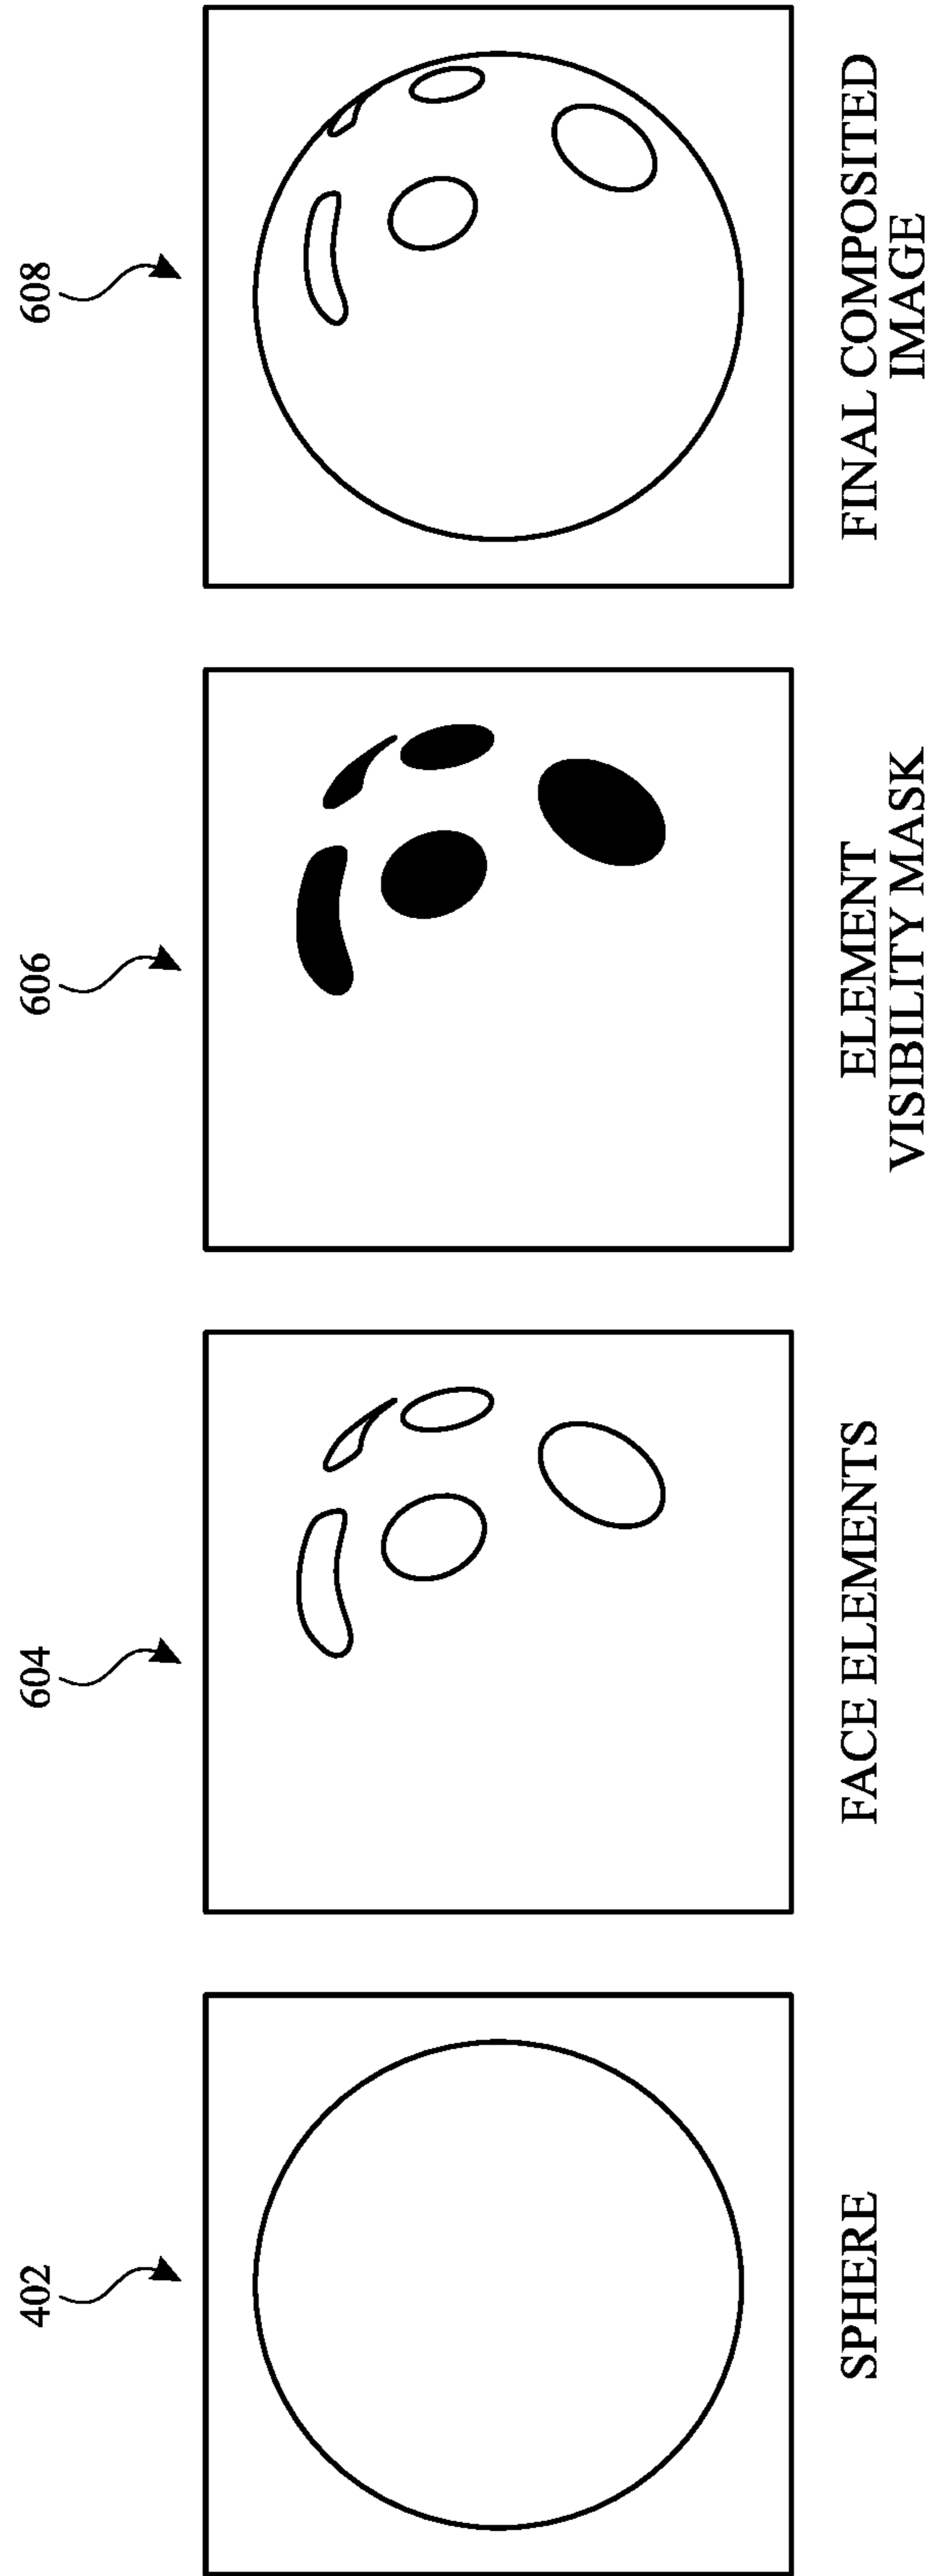 402
SPHERE
604
FACE ELEMENTS
606
ELEMENT
VISIBILITY MASK
608
FINAL COMPOSITED
IMAGE